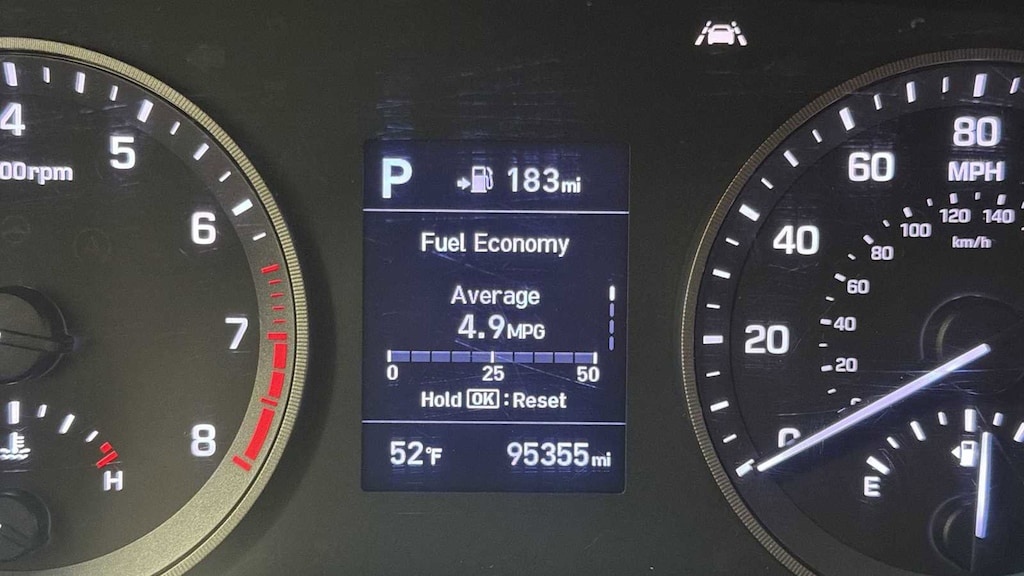 4
5
6
7
8
00rpm
H
P
183mi
Fuel Economy
Average
4.9MPG
0 25 50
Hold OK : Reset
52°F 95355mi
80
60
MPH
40
20
120 140
100
km/h
80
60
40
20
E